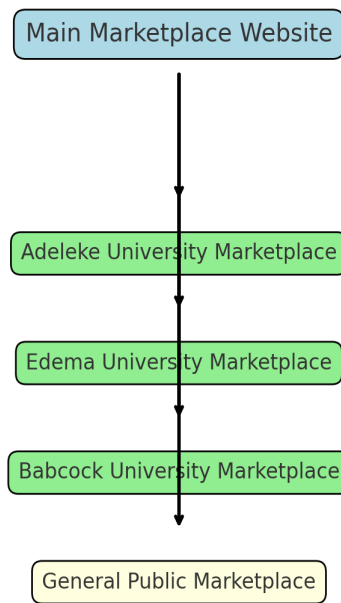 Main Marketplace Website
Adeleke University Marketplace
Edema University Marketplace
Babcock University Marketplace
General Public Marketplace